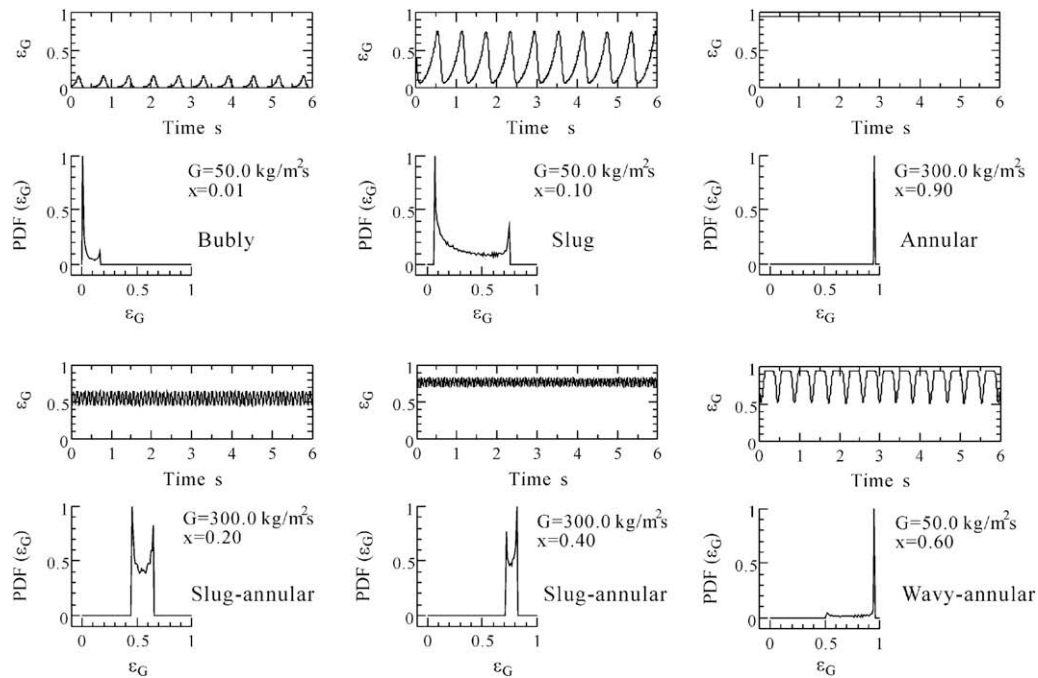 1
ε_G 0.5
0
0 1 2 3 4 5 6
Time s
1
ε_G 0.5
0
0 1 2 3 4 5 6
Time s
1
ε_G 0.5
0
0 1 2 3 4 5 6
Time s
1
PDF (ε_G) 0.5
0
G=50.0 kg/m²s
x=0.01
Bubly
0 0.5 1
ε_G
1
PDF (ε_G) 0.5
0
G=50.0 kg/m²s
x=0.10
Slug
0 0.5 1
ε_G
1
PDF (ε_G) 0.5
0
G=300.0 kg/m²s
x=0.90
Annular
0 0.5 1
ε_G
1
ε_G 0.5
0
0 1 2 3 4 5 6
Time s
1
ε_G 0.5
0
0 1 2 3 4 5 6
Time s
1
ε_G 0.5
0
0 1 2 3 4 5 6
Time s
1
PDF (ε_G) 0.5
0
G=300.0 kg/m²s
x=0.20
Slug-annular
0 0.5 1
ε_G
1
PDF (ε_G) 0.5
0
G=300.0 kg/m²s
x=0.40
Slug-annular
0 0.5 1
ε_G
1
PDF (ε_G) 0.5
0
G=50.0 kg/m²s
x=0.60
Wavy-annular
0 0.5 1
ε_G